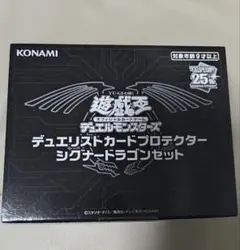 KONAMI
対象年齢9才以上
YU-GI-OH!
遊戯王
オフィシャルカードゲーム
デュエルモンスターズ
25th
デュエリストカードプロテクター
シグナードラゴンセット